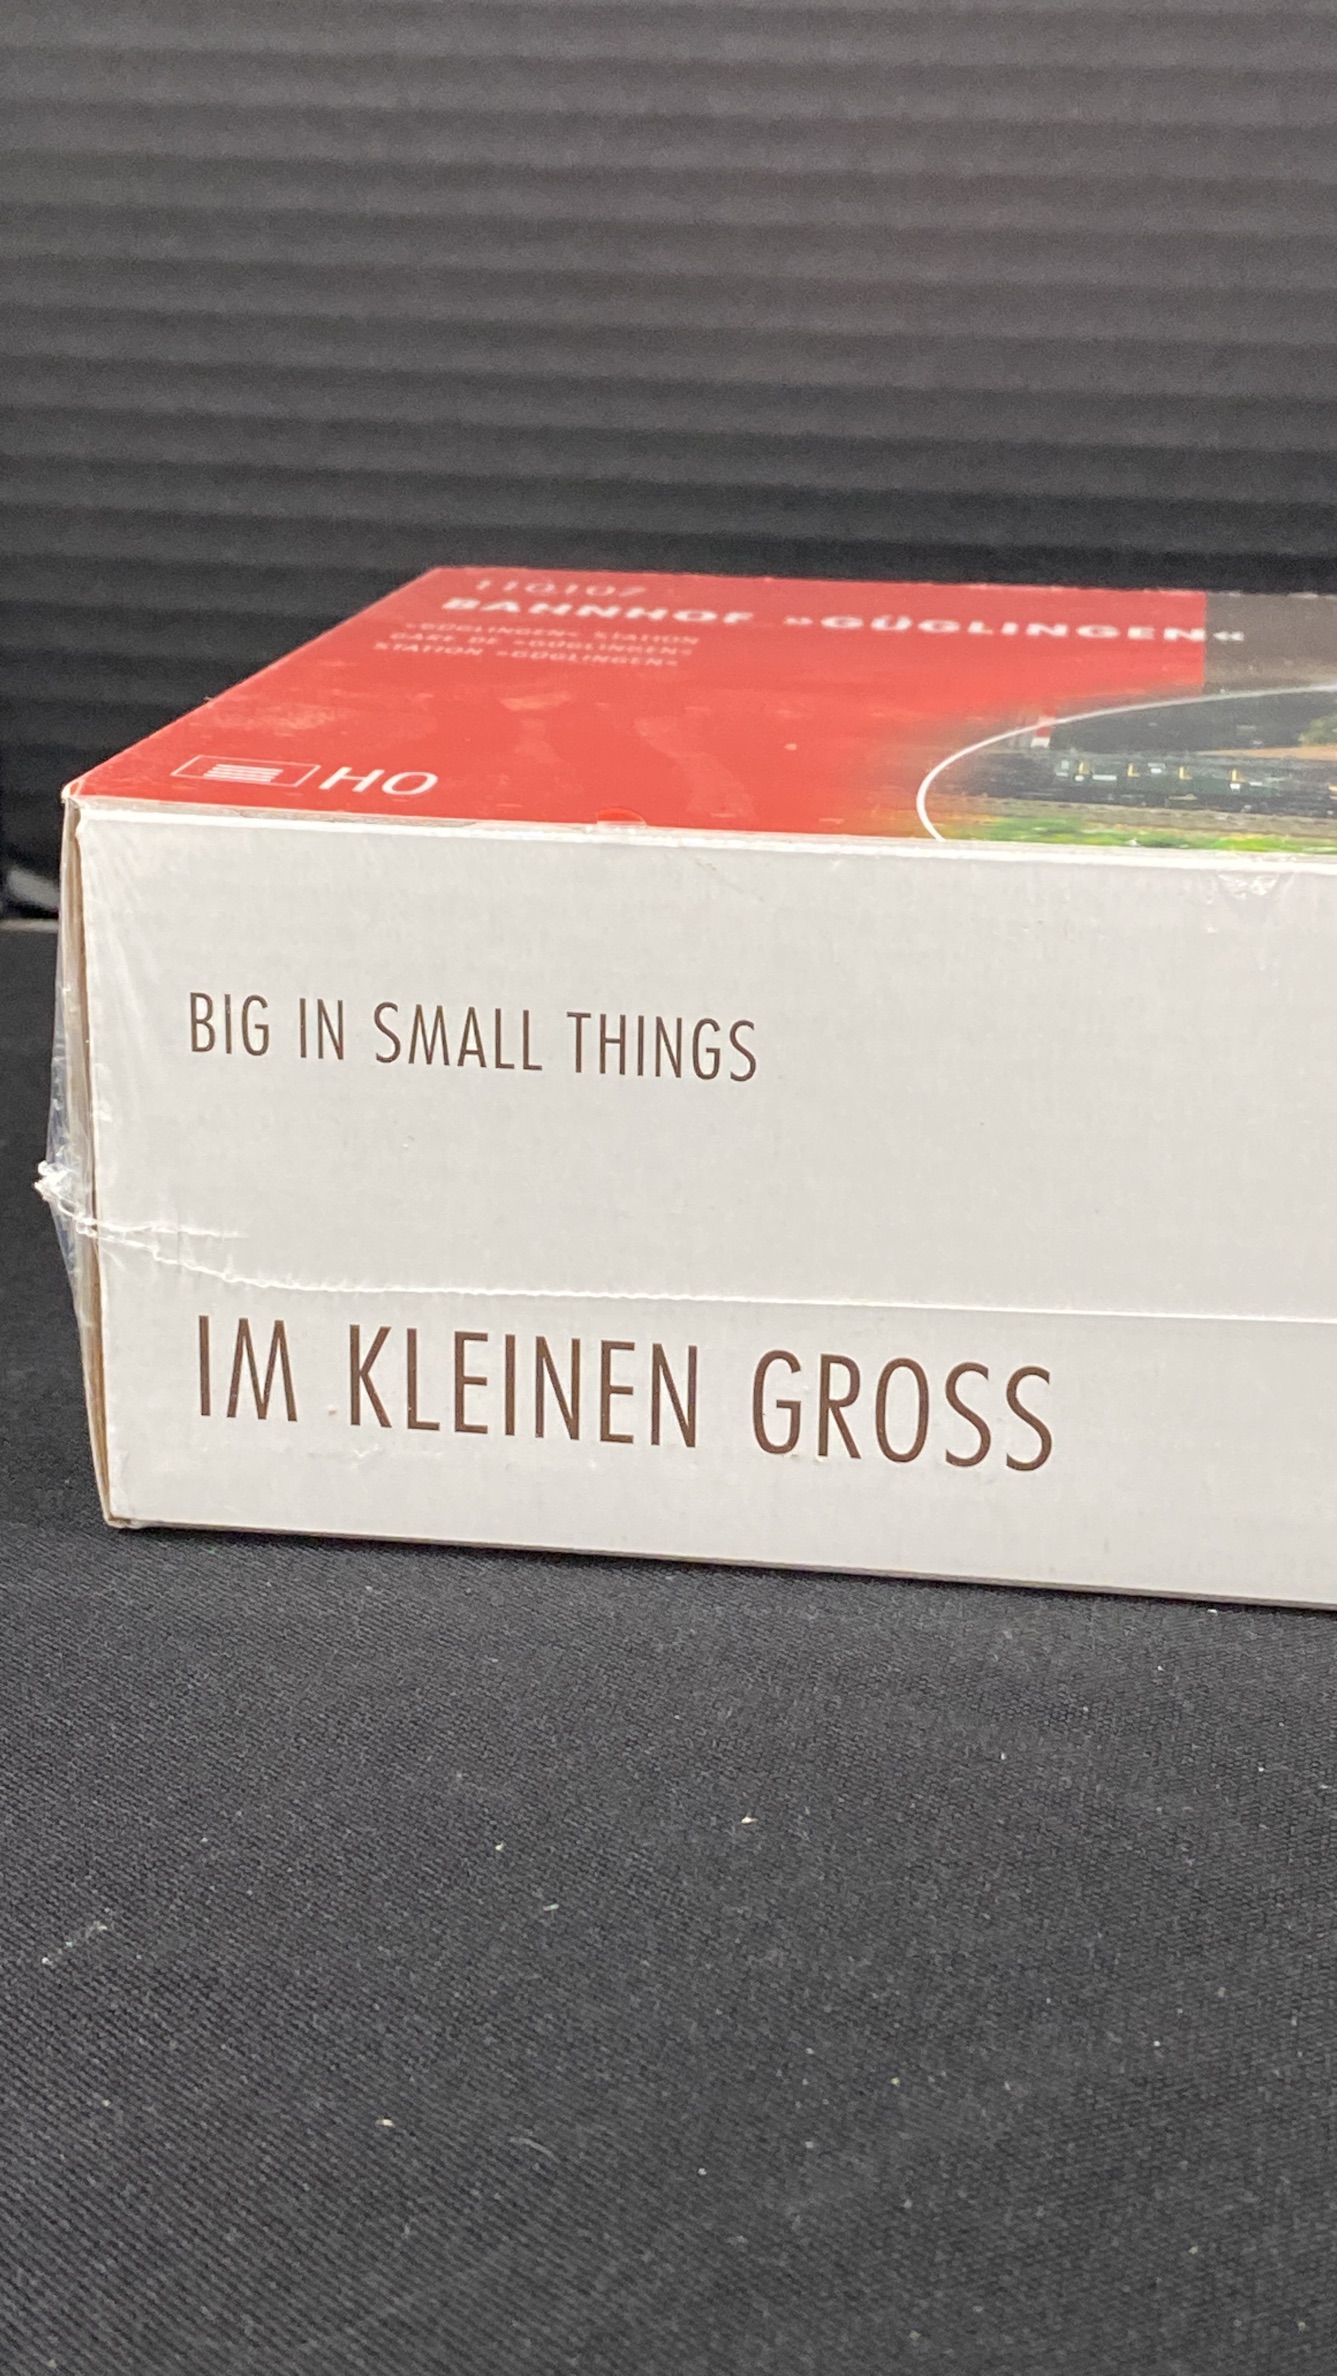 110107
BAHNHOF »GÜGLINGEN«
»GÜGLINGEN« STATION
GARE DE »GÜGLINGEN«
STATION »GÜGLINGEN«
HO
BIG IN SMALL THINGS
IM KLEINEN GROSS